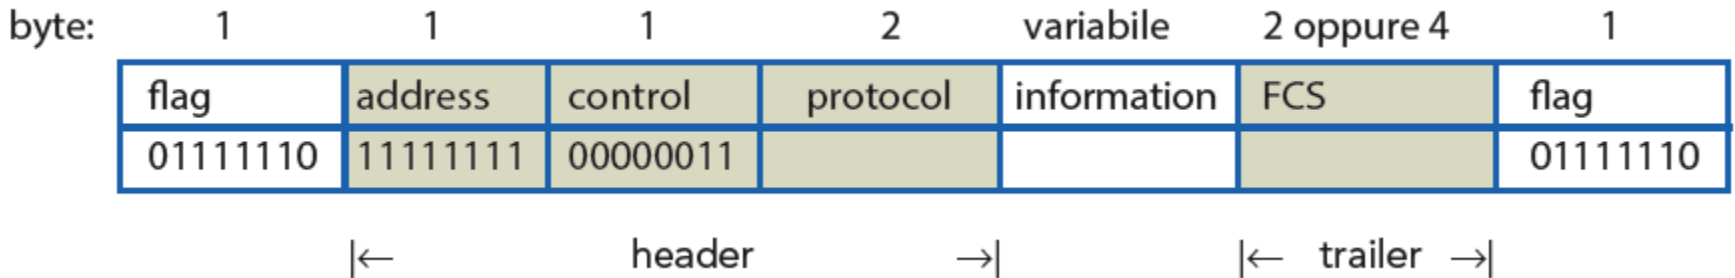 byte: 1 1 1 2 variabile 2 oppure 4 1
flag address control protocol information FCS flag
01111110 11111111 00000011 01111110
|← header →| |← trailer →|